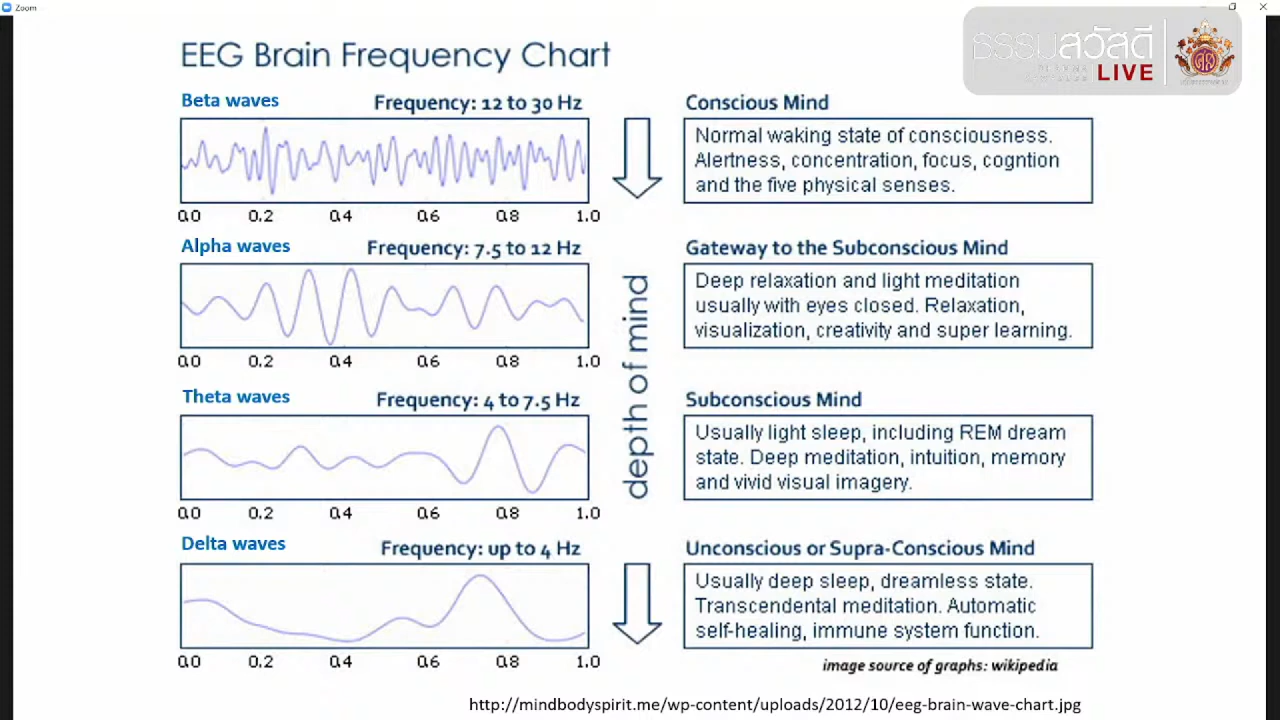 Zoom
ธรรมสวัสดี
LIVE
EEG Brain Frequency Chart
Beta waves
Frequency: 12 to 30 Hz
0.0 0.2 0.4 0.6 0.8 1.0
Conscious Mind
Normal waking state of consciousness.
Alertness, concentration, focus, cogntion
and the five physical senses.
Alpha waves
Frequency: 7.5 to 12 Hz
0.0 0.2 0.4 0.6 0.8 1.0
Gateway to the Subconscious Mind
Deep relaxation and light meditation
usually with eyes closed. Relaxation,
visualization, creativity and super learning.
depth of mind
Theta waves
Frequency: 4 to 7.5 Hz
0.0 0.2 0.4 0.6 0.8 1.0
Subconscious Mind
Usually light sleep, including REM dream
state. Deep meditation, intuition, memory
and vivid visual imagery.
Delta waves
Frequency: up to 4 Hz
0.0 0.2 0.4 0.6 0.8 1.0
Unconscious or Supra-Conscious Mind
Usually deep sleep, dreamless state.
Transcendental meditation. Automatic
self-healing, immune system function.
image source of graphs: wikipedia
http://mindbodyspirit.me/wp-content/uploads/2012/10/eeg-brain-wave-chart.jpg